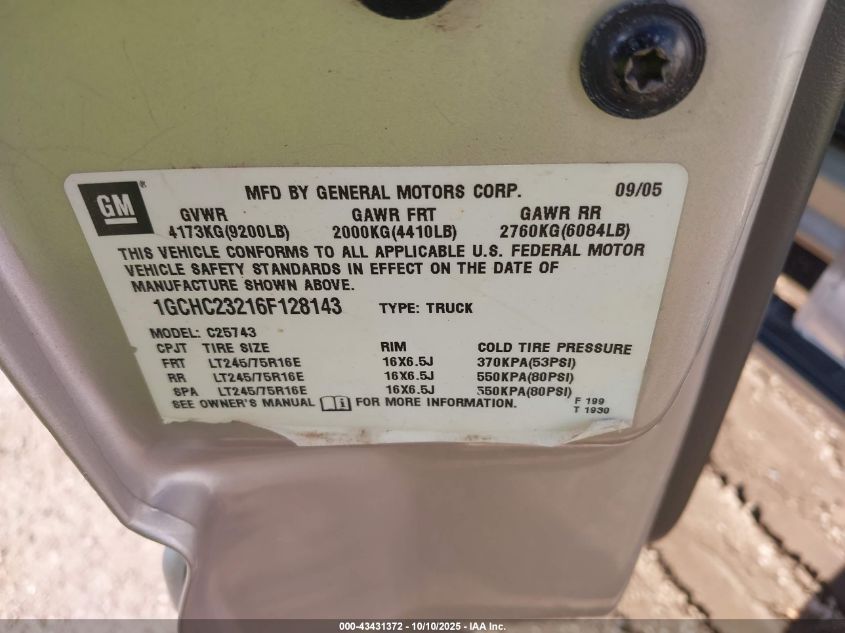 GM ®
MFD BY GENERAL MOTORS CORP. 09/05
GVWR GAWR FRT GAWR RR
4173KG(9200LB) 2000KG(4410LB) 2760KG(6084LB)
THIS VEHICLE CONFORMS TO ALL APPLICABLE U.S. FEDERAL MOTOR
VEHICLE SAFETY STANDARDS IN EFFECT ON THE DATE OF
MANUFACTURE SHOWN ABOVE.
1GCHC23216F128143 TYPE: TRUCK
MODEL: C25743
CPJT TIRE SIZE RIM COLD TIRE PRESSURE
FRT LT245/75R16E 16X6.5J 370KPA(53PSI)
RR LT245/75R16E 16X6.5J 550KPA(80PSI)
SPA LT245/75R16E 16X6.5J 550KPA(80PSI)
SEE OWNER'S MANUAL i FOR MORE INFORMATION. F 199
T 1930
000-43431372 - 10/10/2025 - IAA Inc.